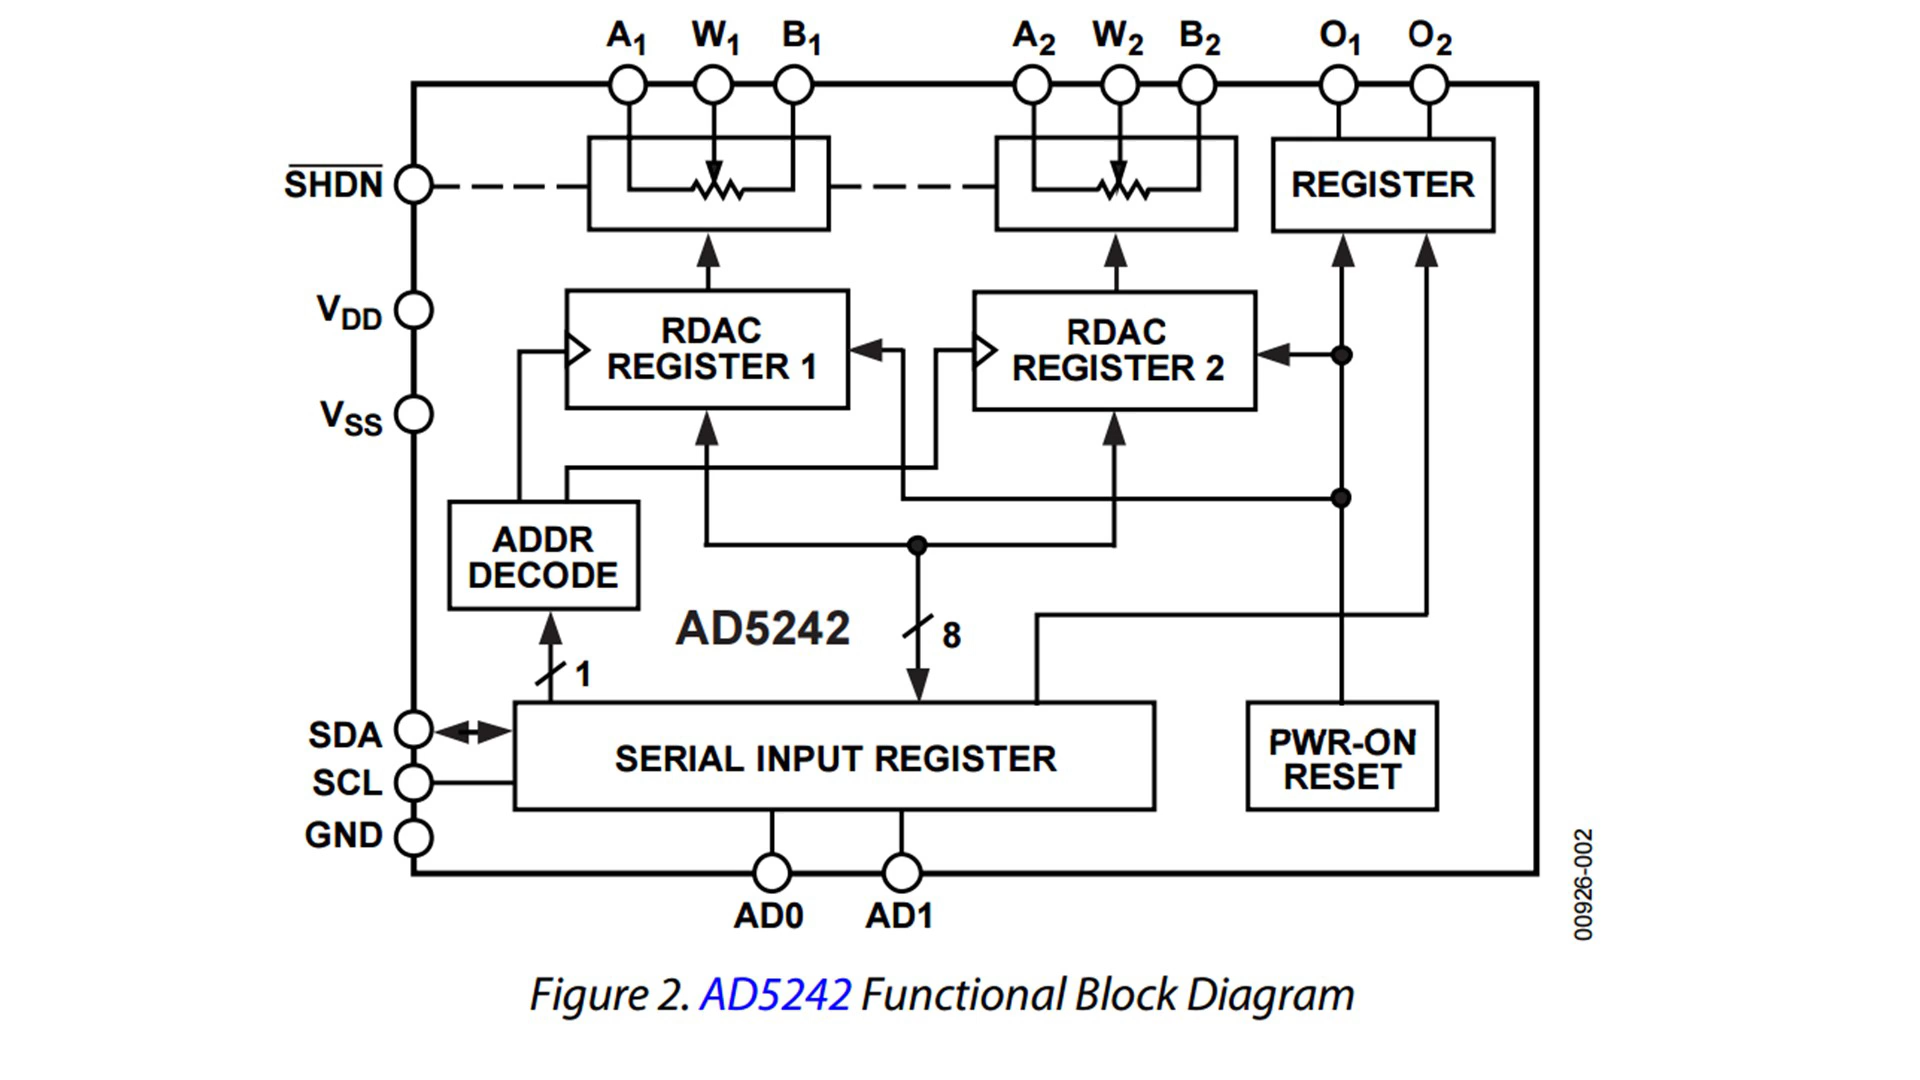 A1 W1 B1 A2 W2 B2 O1 O2
SHDN
REGISTER
VDD
RDAC
REGISTER 1
RDAC
REGISTER 2
VSS
ADDR
DECODE
AD5242
8
1
SDA
SERIAL INPUT REGISTER
PWR-ON
RESET
SCL
GND
AD0 AD1
00926-002
Figure 2. AD5242 Functional Block Diagram